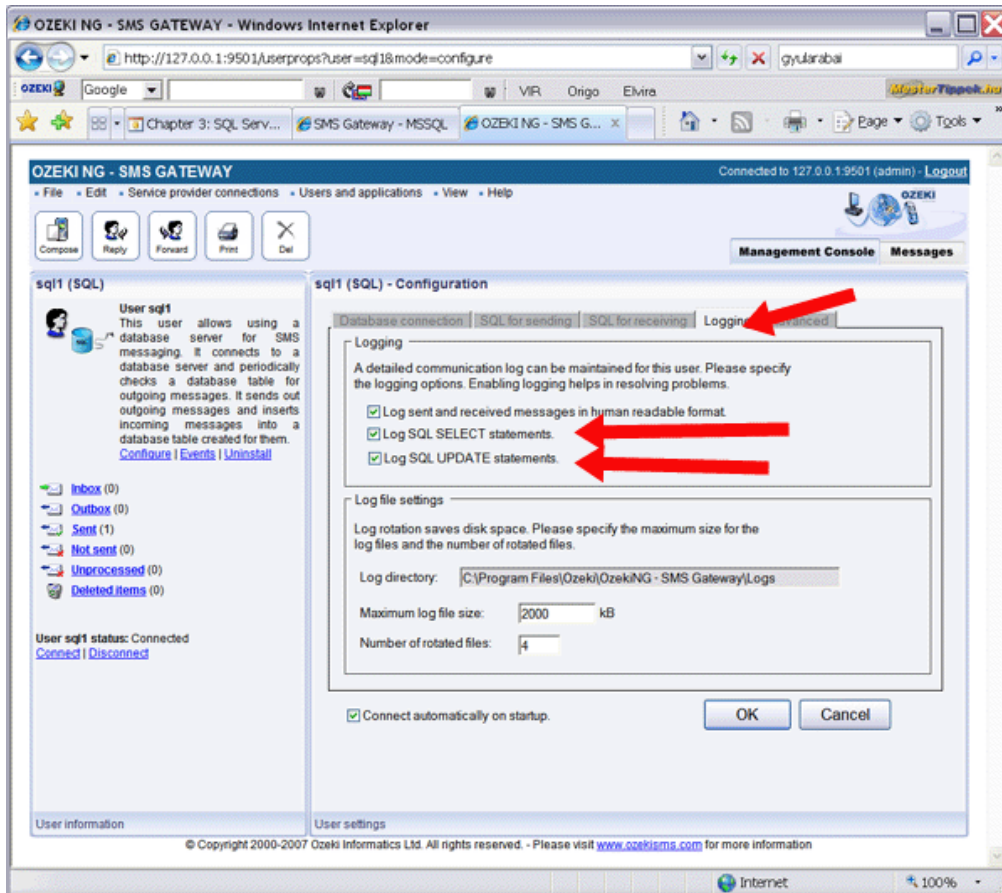 OZEKI NG - SMS GATEWAY - Windows Internet Explorer
http://127.0.0.1:9501/userprops?user=sql1&mode=configure
gyularabai
OZEKI
Google
VIR Origo Elvira
MesterTippek.hu
Chapter 3: SQL Serv...
SMS Gateway - MSSQL
OZEKI NG - SMS G...
Page
Tools
OZEKI NG - SMS GATEWAY
Connected to 127.0.0.1:9501 (admin) - Logout
File Edit Service provider connections Users and applications View Help
OZEKI
Compose Reply Forward Print Del
Management Console Messages
sql1 (SQL)
User sql1
This user allows using a
database server for SMS
messaging. It connects to a
database server and periodically
checks a database table for
outgoing messages. It sends out
outgoing messages and inserts
incoming messages into a
database table created for them.
Configure | Events | Uninstall
Inbox (0)
Outbox (0)
Sent (1)
Not sent (0)
Unprocessed (0)
Deleted items (0)
User sql1 status: Connected
Connect | Disconnect
User information
sql1 (SQL) - Configuration
Database connection SQL for sending SQL for receiving Logging
Logging
A detailed communication log can be maintained for this user. Please specify
the logging options. Enabling logging helps in resolving problems.
Log sent and received messages in human readable format.
Log SQL SELECT statements.
Log SQL UPDATE statements.
Log file settings
Log rotation saves disk space. Please specify the maximum size for the
log files and the number of rotated files.
Log directory: C:\Program Files\Ozeki\OzekiNG - SMS Gateway\Logs
Maximum log file size: 2000 kB
Number of rotated files: 4
Connect automatically on startup.
OK Cancel
User settings
© Copyright 2000-2007 Ozeki Informatics Ltd. All rights reserved. - Please visit www.ozekisms.com for more information
Internet
100%